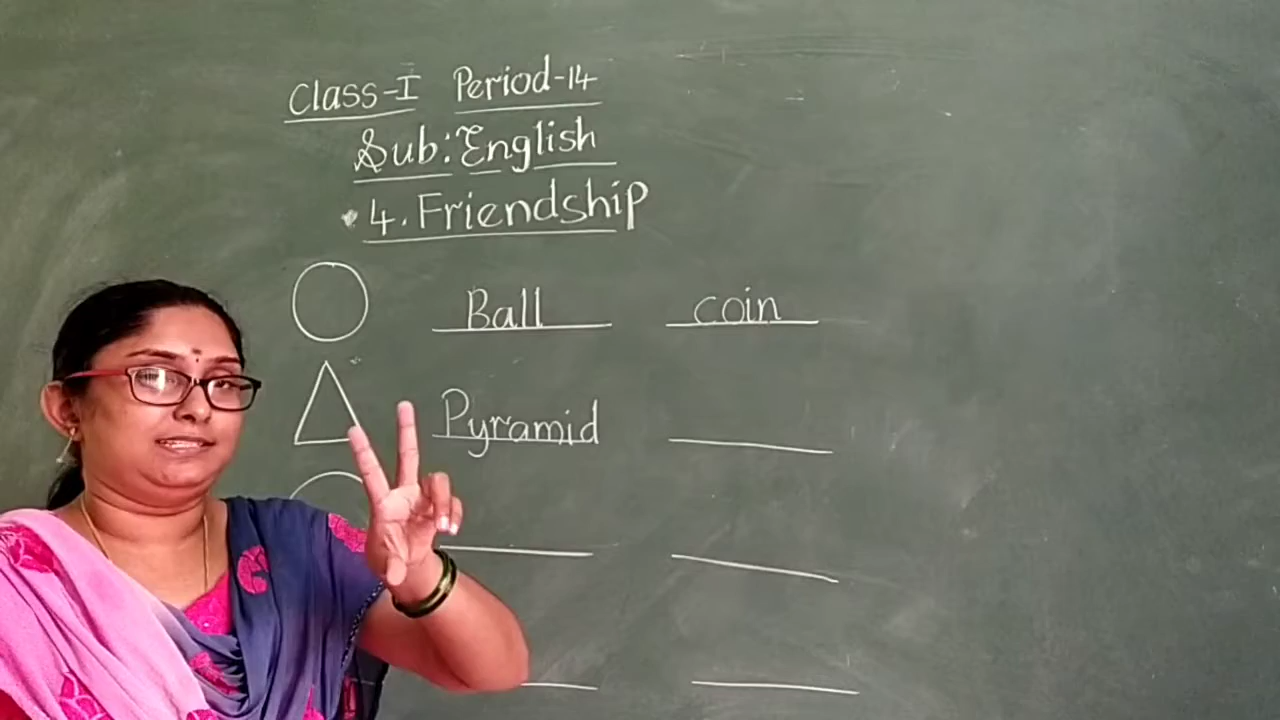 Class-I Period-14
Sub: English
4. Friendship
Ball coin
Pyramid